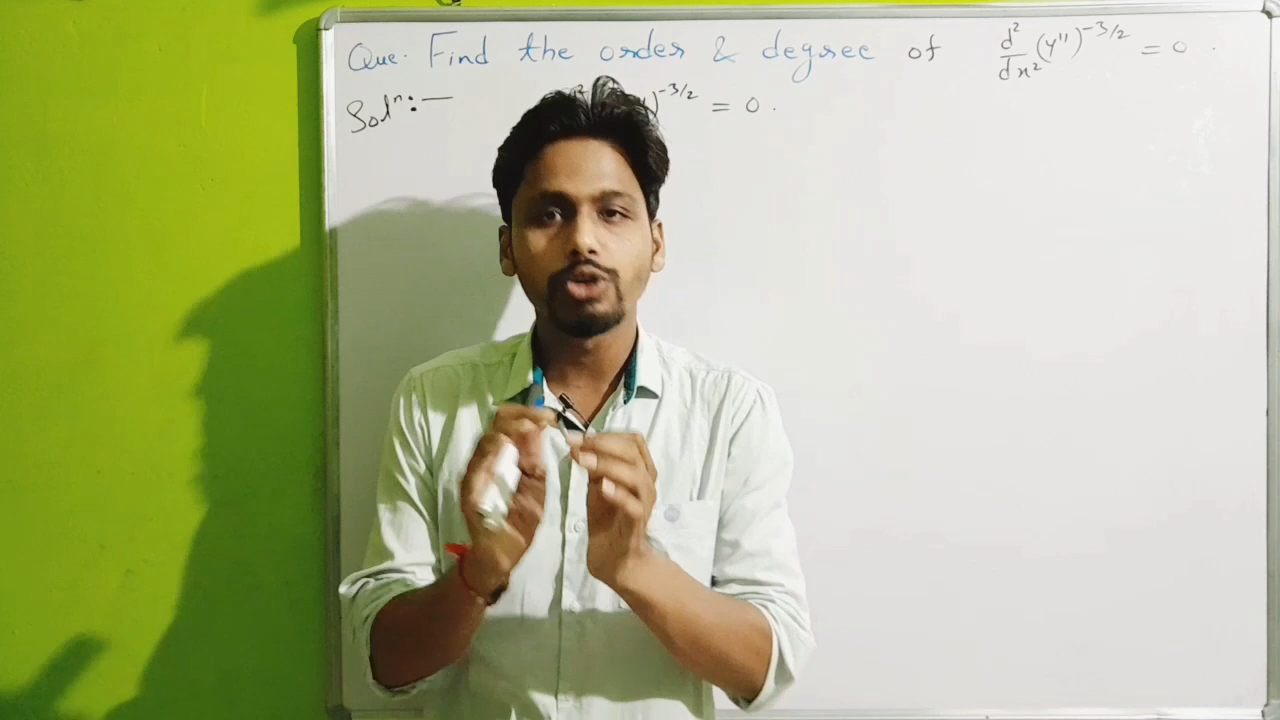 Que. Find the order & degree of d²/dx² (y'')^-3/2 = 0 .
Solⁿ:— )^-3/2 = 0 .